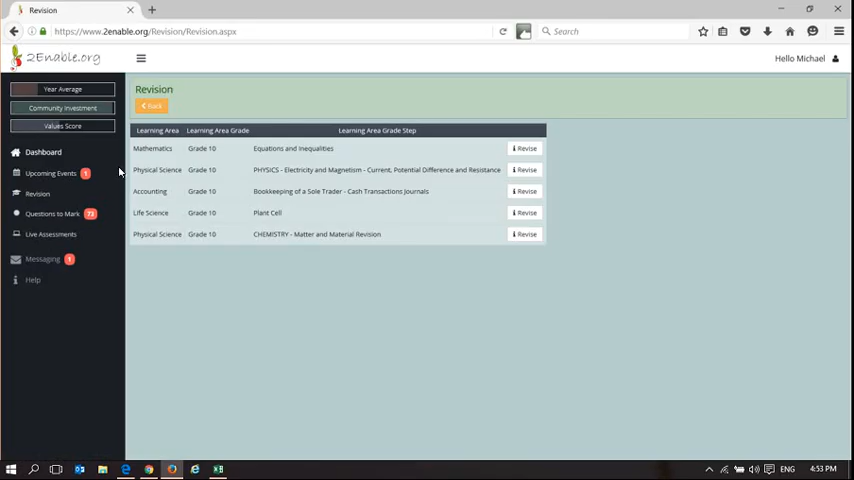 Revision
https://www.2enable.org/Revision/Revision.aspx
Search
2Enable.org
Hello Michael
Year Average
Community Investment
Values Score
Dashboard
Upcoming Events 1
Revision
Questions to Mark 73
Live Assessments
Messaging 1
Help
Revision
Back
Learning Area Learning Area Grade Learning Area Grade Step
Mathematics Grade 10 Equations and Inequalities Revise
Physical Science Grade 10 PHYSICS - Electricity and Magnetism - Current, Potential Difference and Resistance Revise
Accounting Grade 10 Bookkeeping of a Sole Trader - Cash Transactions Journals Revise
Life Science Grade 10 Plant Cell Revise
Physical Science Grade 10 CHEMISTRY - Matter and Material Revision Revise
ENG 4:53 PM